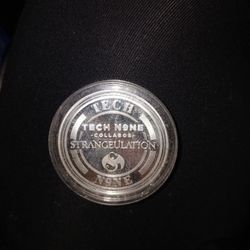 TECH
TECH N9NE
•COLLABOS•
STRANGEULATION
N9NE